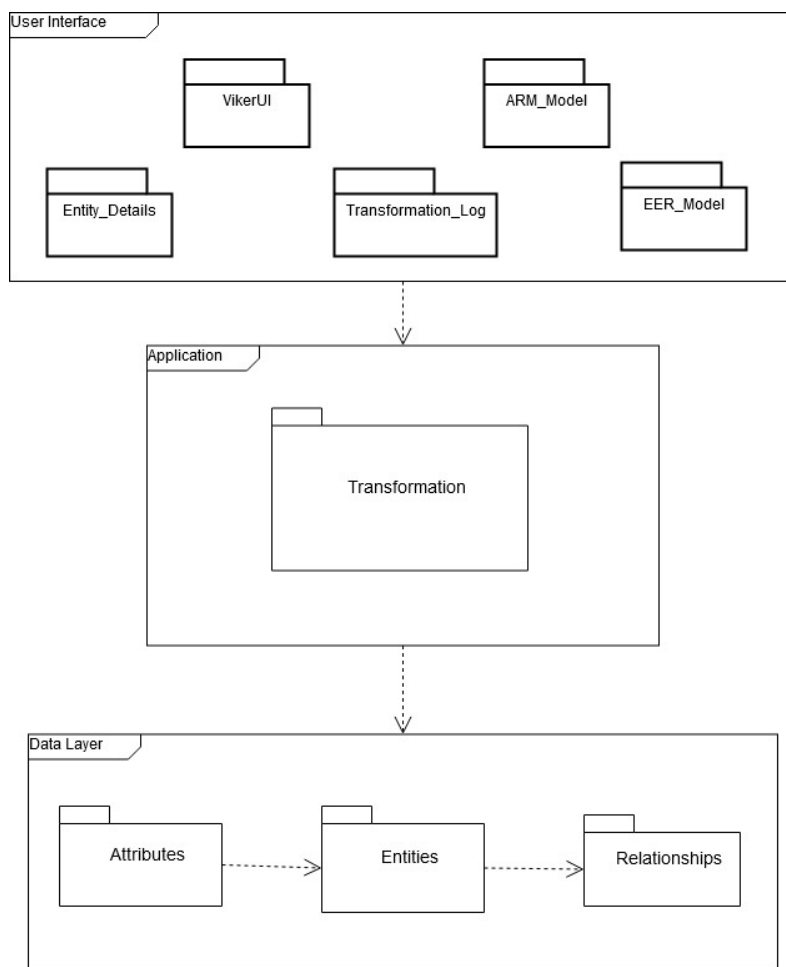 User Interface
VikerUI
ARM_Model
Entity_Details
Transformation_Log
EER_Model
Application
Transformation
Data Layer
Attributes
Entities
Relationships